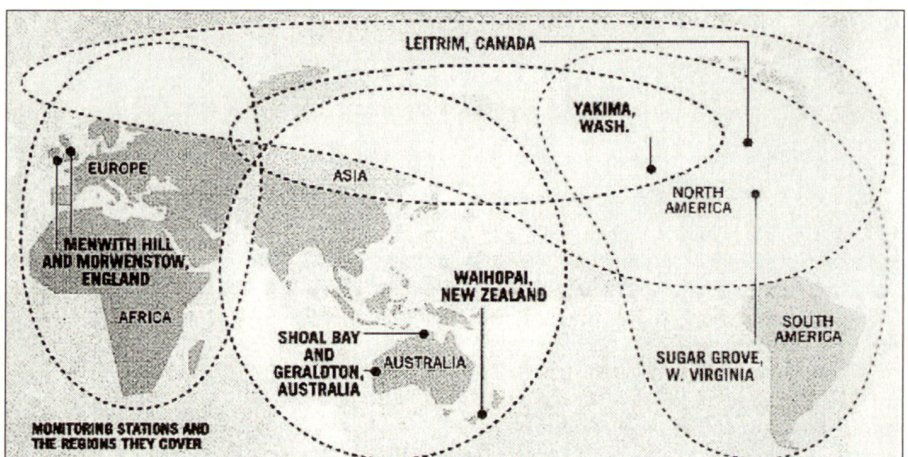 LEITRIM, CANADA
YAKIMA,
WASH.
EUROPE
ASIA
NORTH
AMERICA
MENWITH HILL
AND MORWENSTOW,
ENGLAND
WAIHOPAI,
NEW ZEALAND
AFRICA
SHOAL BAY
AND
GERALDTON,
AUSTRALIA
AUSTRALIA
SOUTH
AMERICA
SUGAR GROVE,
W. VIRGINIA
MONITORING STATIONS AND
THE REGIONS THEY COVER